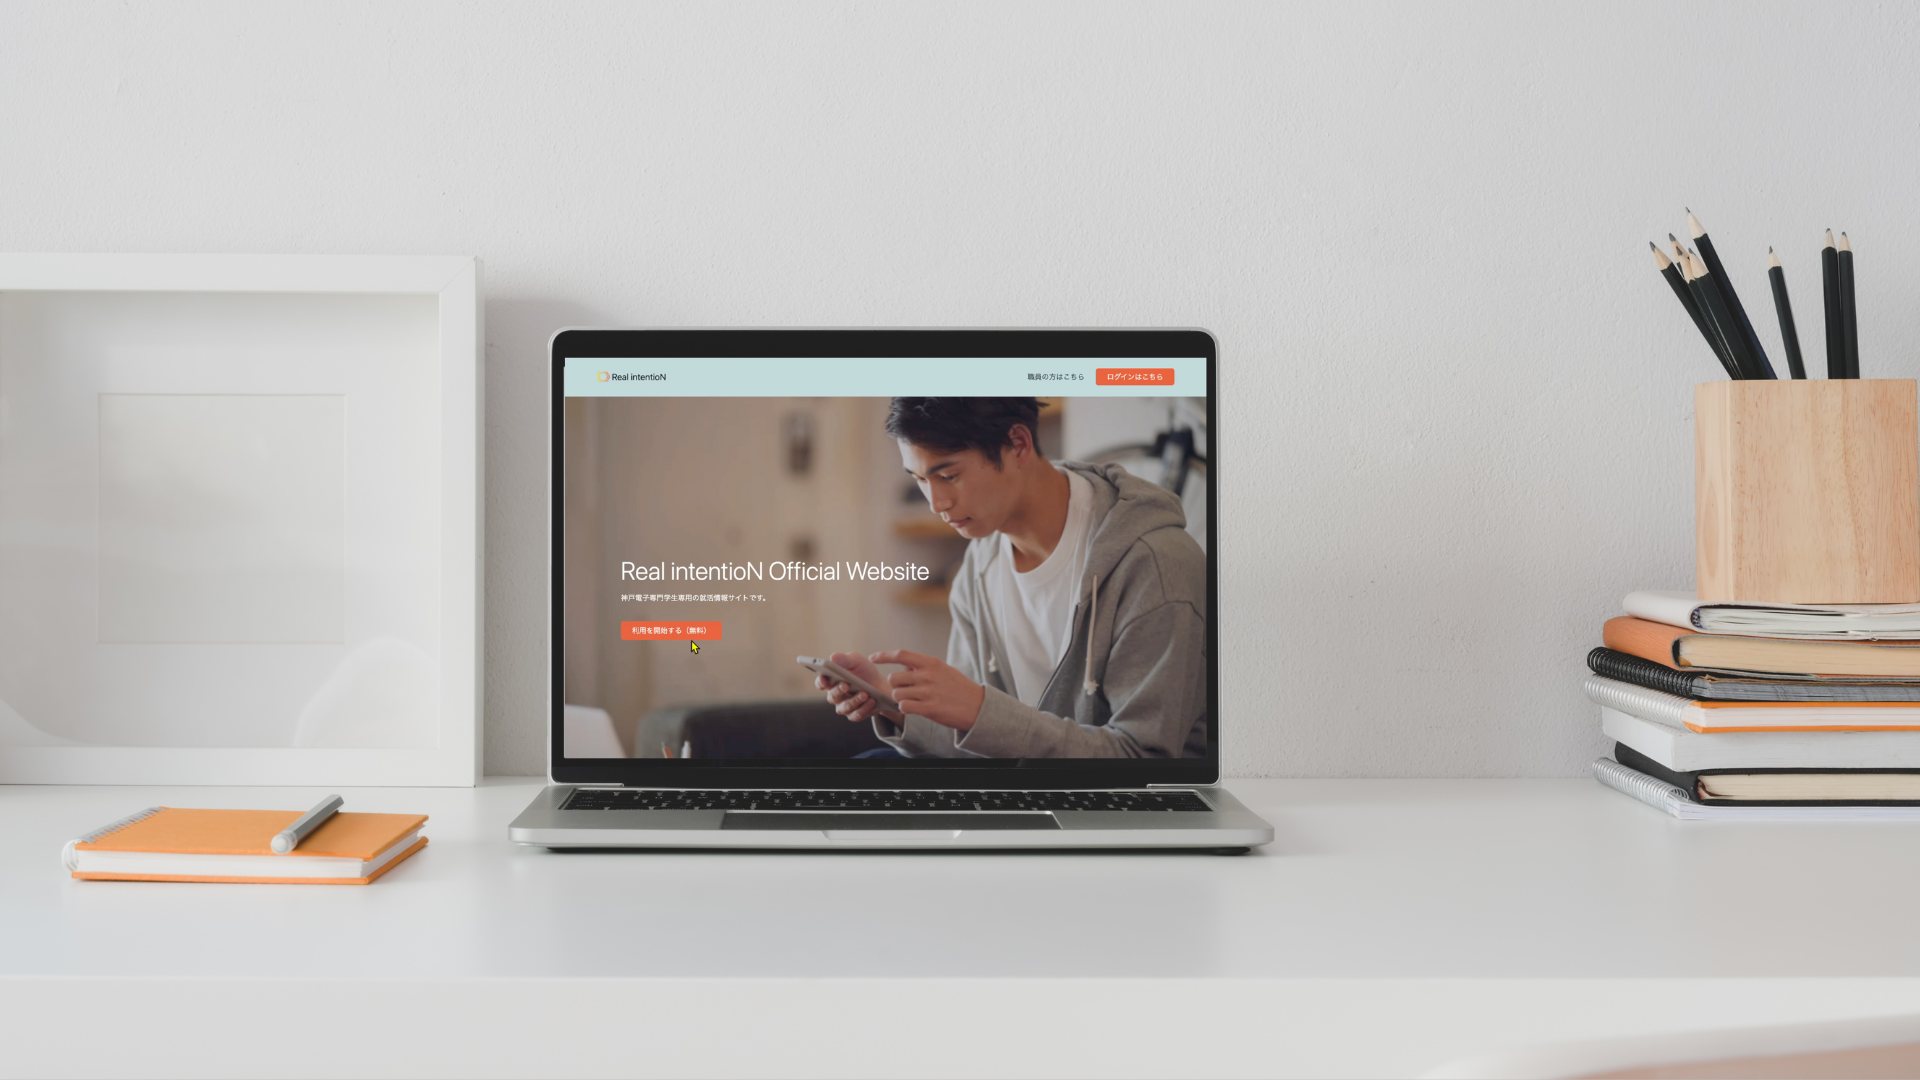 Real intentioN
職員の方はこちら
ログインはこちら
Real intentioN Official Website
神戸電子専門学生専用の就活情報サイトです。
利用を開始する（無料）